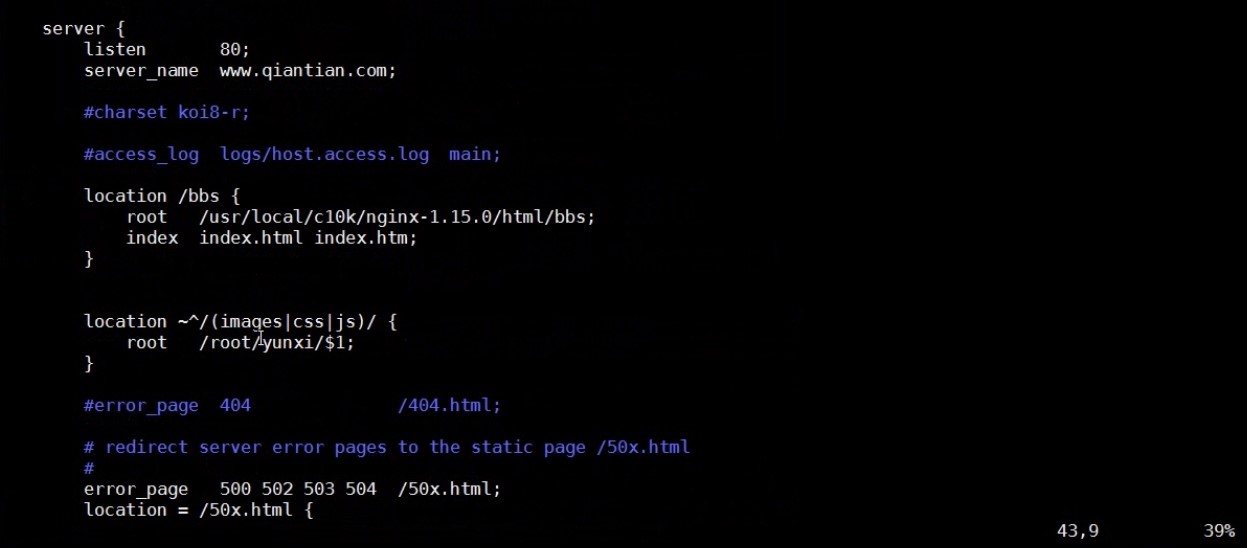 server {
listen 80;
server_name www.qiantian.com;
#charset koi8-r;
#access_log logs/host.access.log main;
location /bbs {
root /usr/local/c10k/nginx-1.15.0/html/bbs;
index index.html index.htm;
}
location ~^/(images|css|js)/ {
root /root/yunxi/$1;
}
#error_page 404 /404.html;
# redirect server error pages to the static page /50x.html
#
error_page 500 502 503 504 /50x.html;
location = /50x.html {
43,9 39%